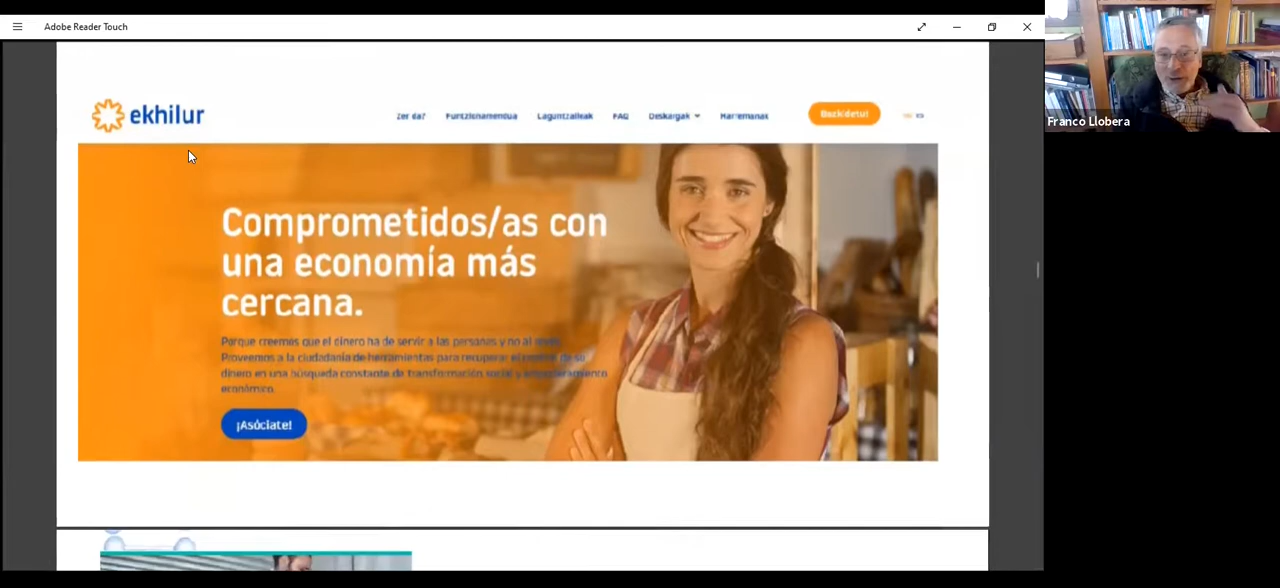 Adobe Reader Touch
Franco Llobera
ekhilur
Zer da?
Funtzionamendua
Laguntzaileak
FAQ
Deskargak
Harremanak
Bazkidetu!
Comprometidos/as con
una economía más
cercana.
Porque creemos que el dinero ha de servir a las personas y no al
Proveemos a la ciudadanía de herramientas para recuperar el control de su
dinero en una búsqueda constante de transformación social y empoderamiento
económico.
¡Asóciate!